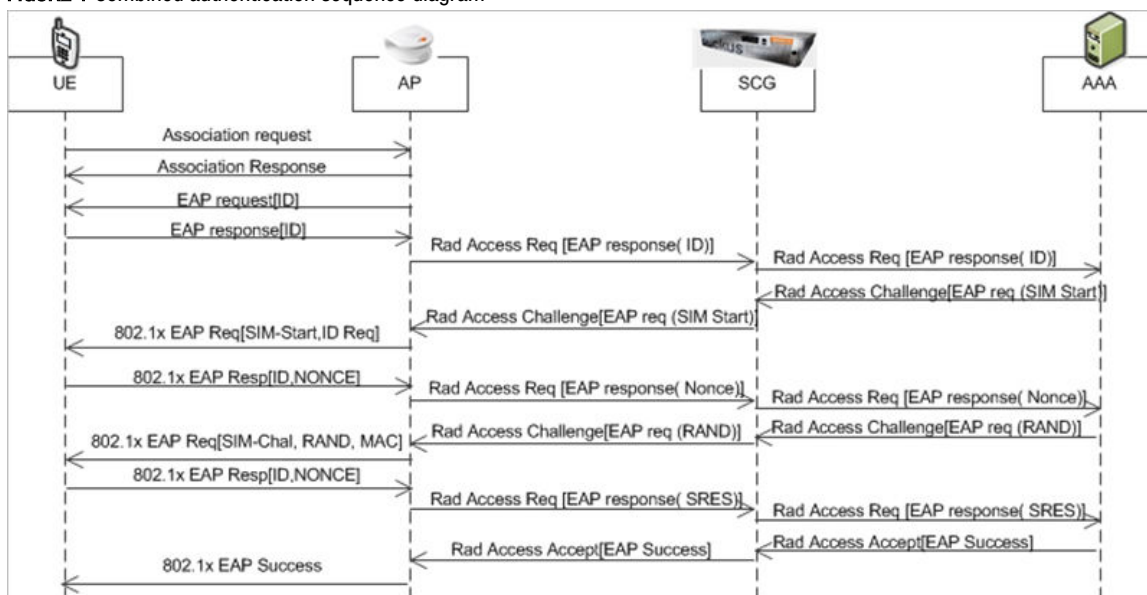 combined authentication sequence diagram
UE
AP
SCG
AAA
Association request
Association Response
EAP request[ID]
EAP response[ID]
Rad Access Req [EAP response( ID)]
Rad Access Req [EAP response( ID)]
Rad Access Challenge[EAP req (SIM Start)]
Rad Access Challenge[EAP req (SIM Start)]
802.1x EAP Req[SIM-Start,ID Req]
802.1x EAP Resp[ID,NONCE]
Rad Access Req [EAP response( Nonce)]
Rad Access Req [EAP response( Nonce)]
Rad Access Challenge[EAP req (RAND)]
Rad Access Challenge[EAP req (RAND)]
802.1x EAP Req[SIM-Chal, RAND, MAC]
802.1x EAP Resp[ID,NONCE]
Rad Access Req [EAP response( SRES)]
Rad Access Req [EAP response( SRES)]
Rad Access Accept[EAP Success]
Rad Access Accept[EAP Success]
802.1x EAP Success